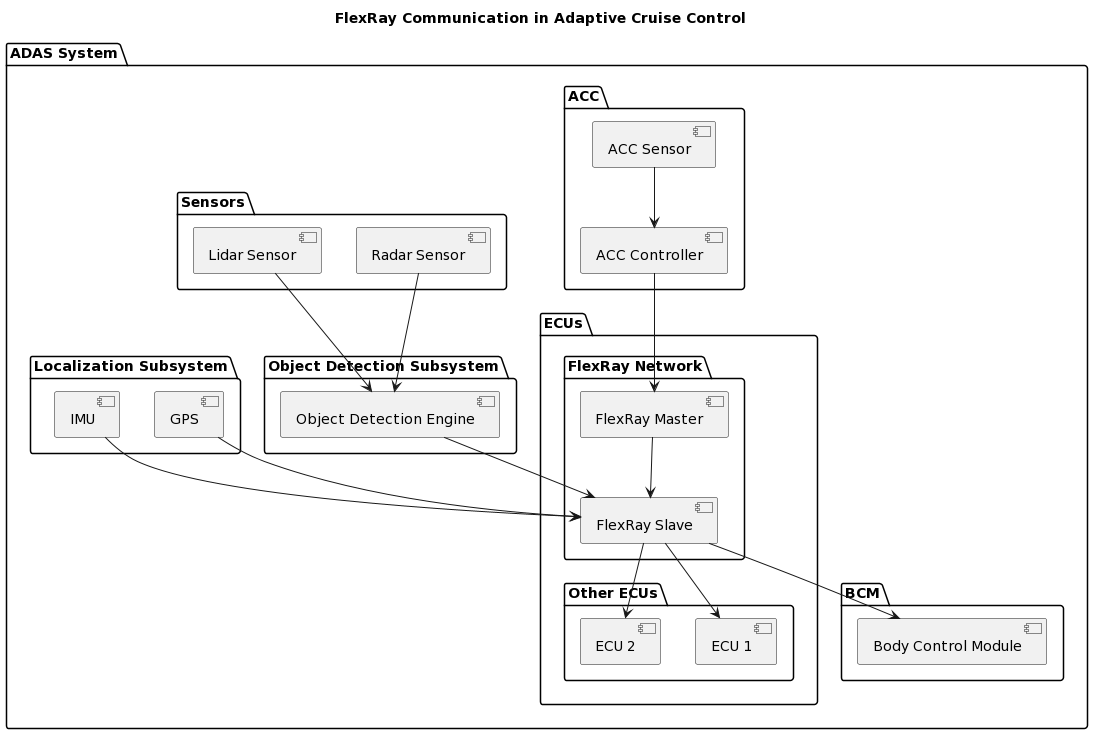 FlexRay Communication in Adaptive Cruise Control
ADAS System
ACC
ACC Sensor
Sensors
Lidar Sensor
Radar Sensor
ACC Controller
ECUs
Localization Subsystem
Object Detection Subsystem
FlexRay Network
IMU
GPS
Object Detection Engine
FlexRay Master
FlexRay Slave
Other ECUs
BCM
ECU 2
ECU 1
Body Control Module